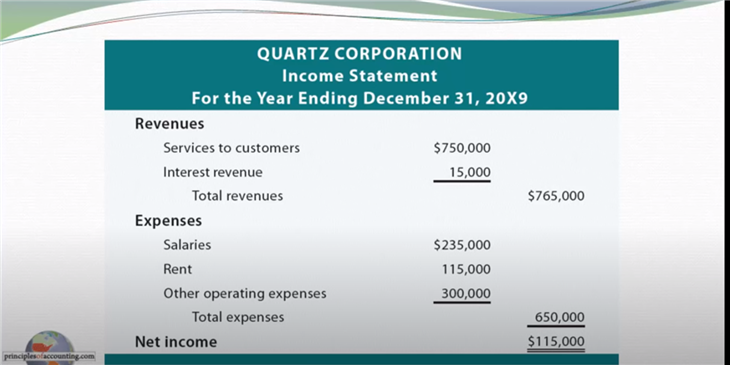 QUARTZ CORPORATION
Income Statement
For the Year Ending December 31, 20X9
Revenues
Services to customers $750,000
Interest revenue 15,000
Total revenues $765,000
Expenses
Salaries $235,000
Rent 115,000
Other operating expenses 300,000
Total expenses 650,000
Net income $115,000
principlesofaccounting.com